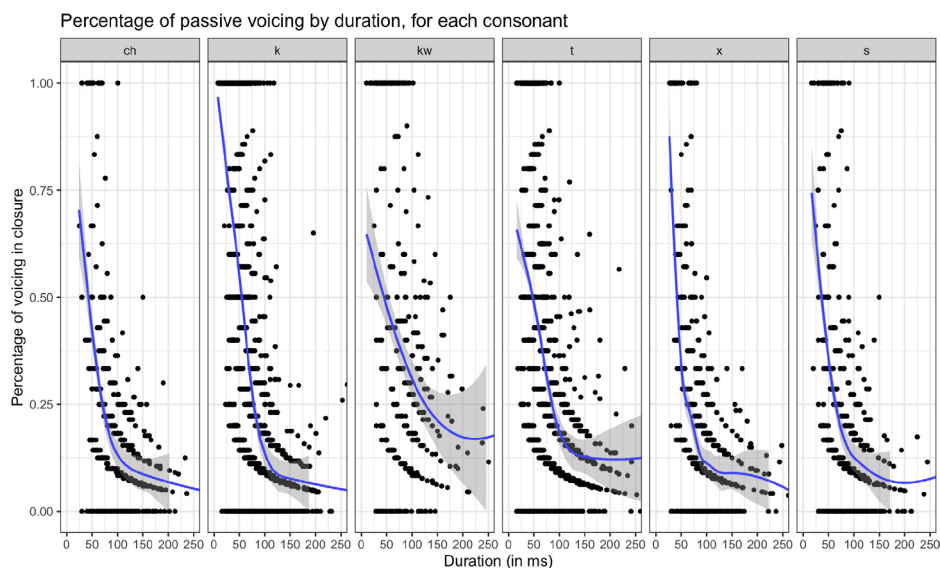 Percentage of passive voicing by duration, for each consonant
ch k kw t x s
Percentage of voicing in closure
1.00
0.75
0.50
0.25
0.00
0 50 100 150 200 250 0 50 100 150 200 250 0 50 100 150 200 250 0 50 100 150 200 250 0 50 100 150 200 250 0 50 100 150 200 250
Duration (in ms)